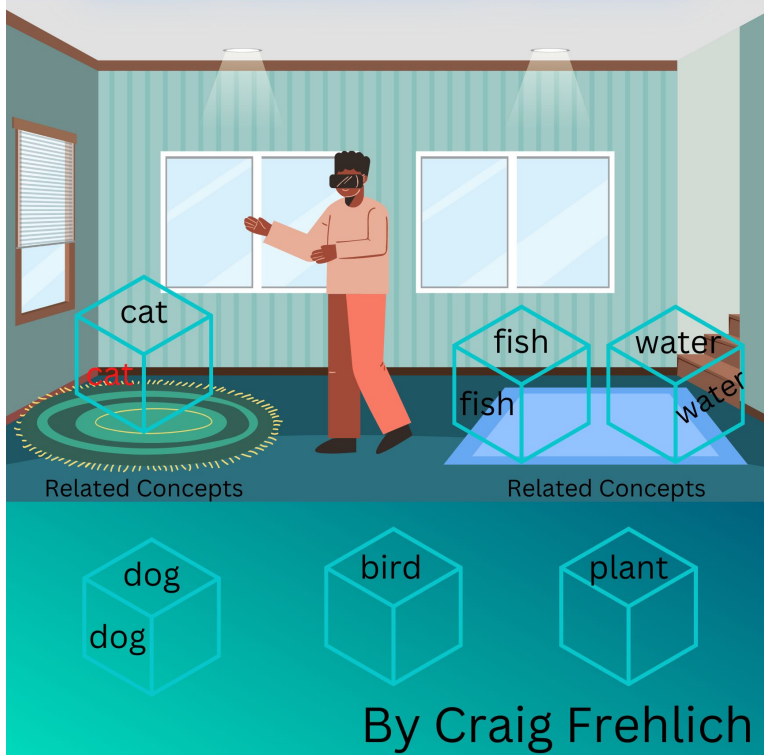 cat
cat
fish
water
fish
water
Related Concepts
Related Concepts
dog
bird
plant
dog
By Craig Frehlich